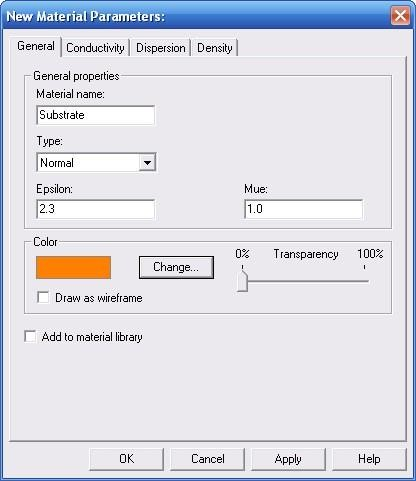 New Material Parameters:
General Conductivity Dispersion Density
General properties
Material name:
Substrate
Type:
Normal
Epsilon: Mue:
2.3 1.0
Color
Change... 0% Transparency 100%
Draw as wireframe
Add to material library
OK Cancel Apply Help